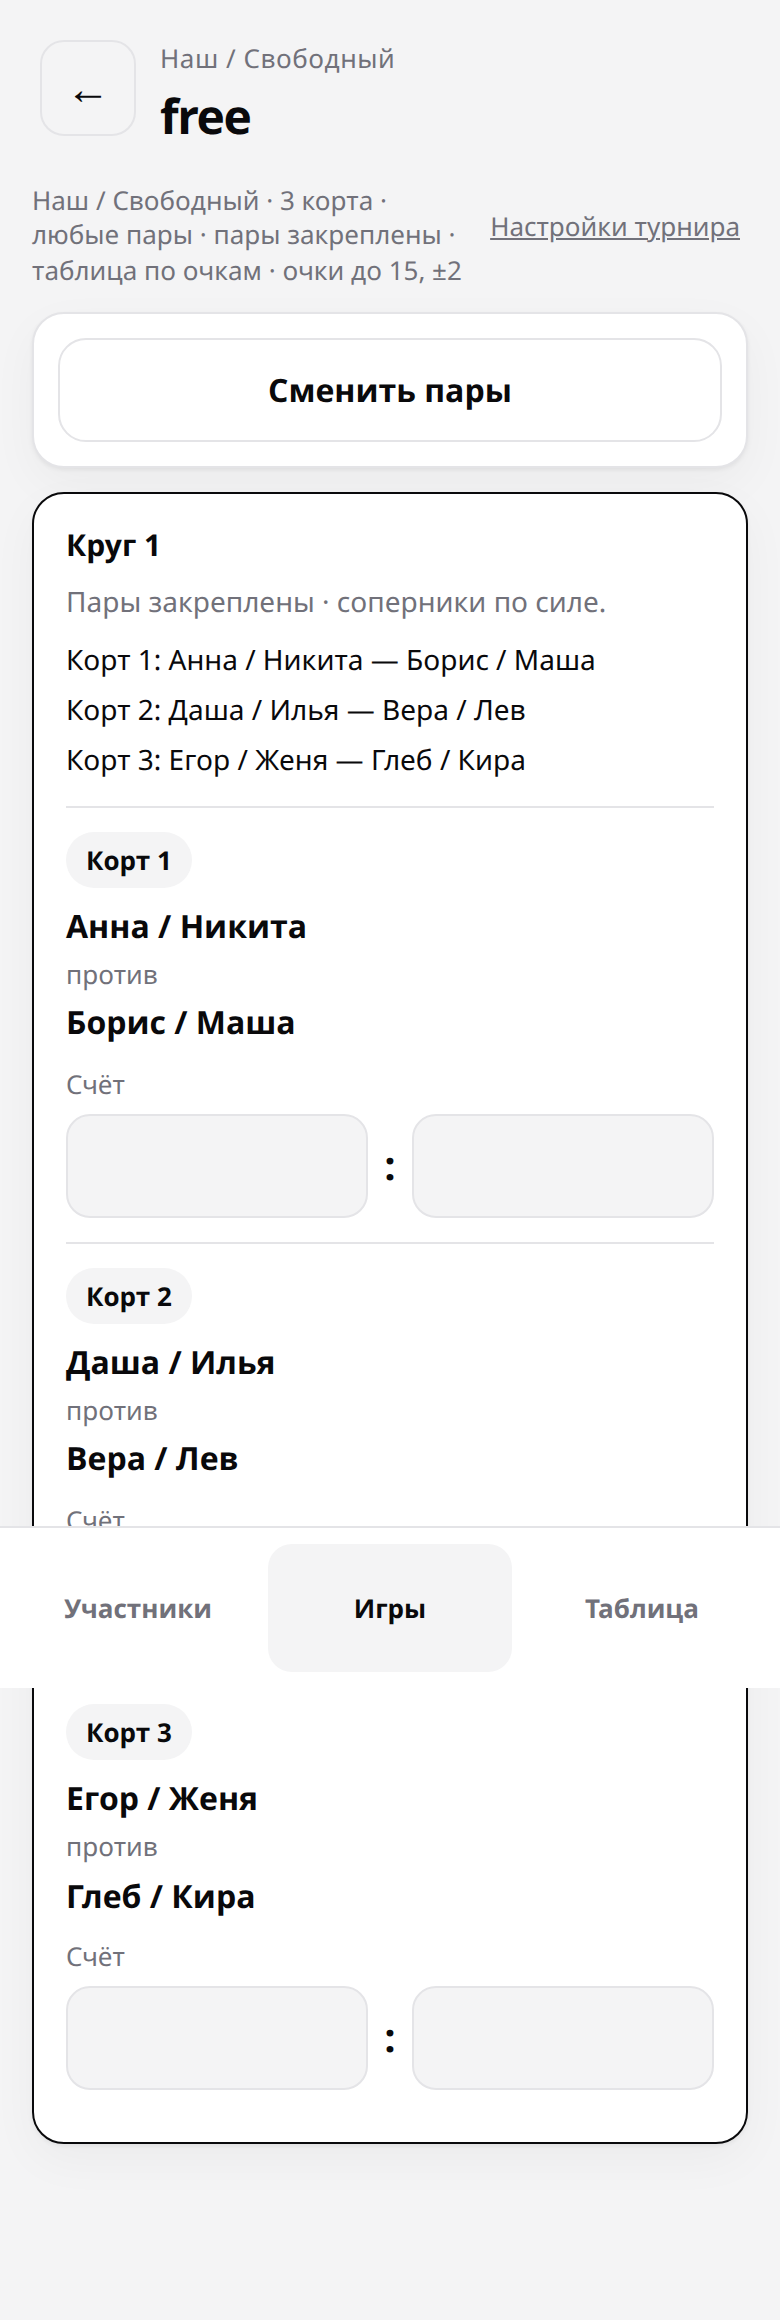 ←
Наш / Свободный
free
Наш / Свободный · 3 корта ·
любые пары · пары закреплены ·
таблица по очкам · очки до 15, ±2
Настройки турнира
Сменить пары
Круг 1
Пары закреплены · соперники по силе.
Корт 1: Анна / Никита — Борис / Маша
Корт 2: Даша / Илья — Вера / Лев
Корт 3: Егор / Женя — Глеб / Кира
Корт 1
Анна / Никита
против
Борис / Маша
Счёт
:
Корт 2
Даша / Илья
против
Вера / Лев
Счёт
Участники
Игры
Таблица
Корт 3
Егор / Женя
против
Глеб / Кира
Счёт
: